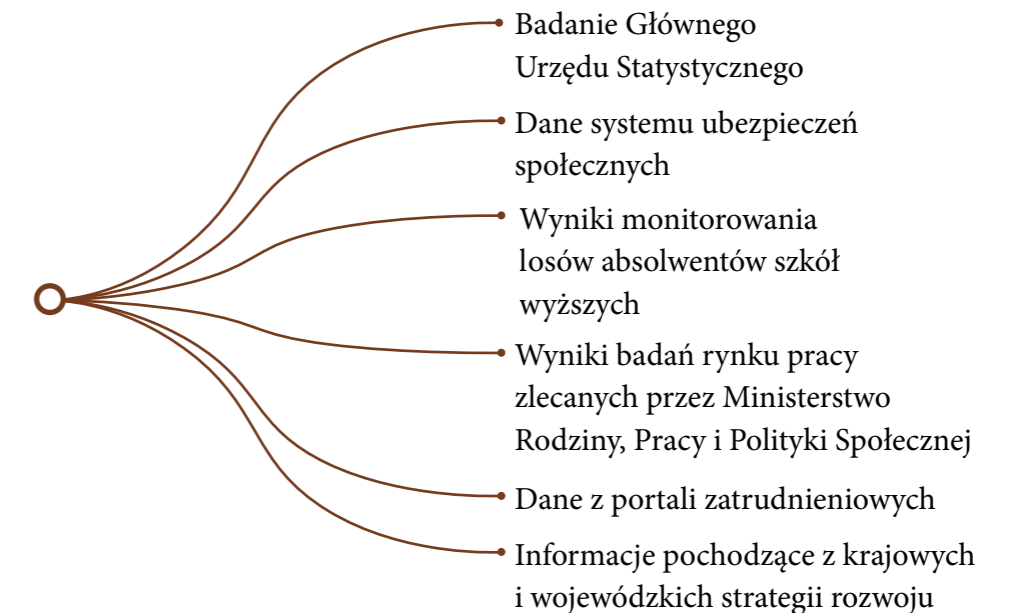 Badanie Głównego
Urzędu Statystycznego
Dane systemu ubezpieczeń
społecznych
Wyniki monitorowania
losów absolwentów szkół
wyższych
Wyniki badań rynku pracy
zlecanych przez Ministerstwo
Rodziny, Pracy i Polityki Społecznej
Dane z portali zatrudnieniowych
Informacje pochodzące z krajowych
i wojewódzkich strategii rozwoju